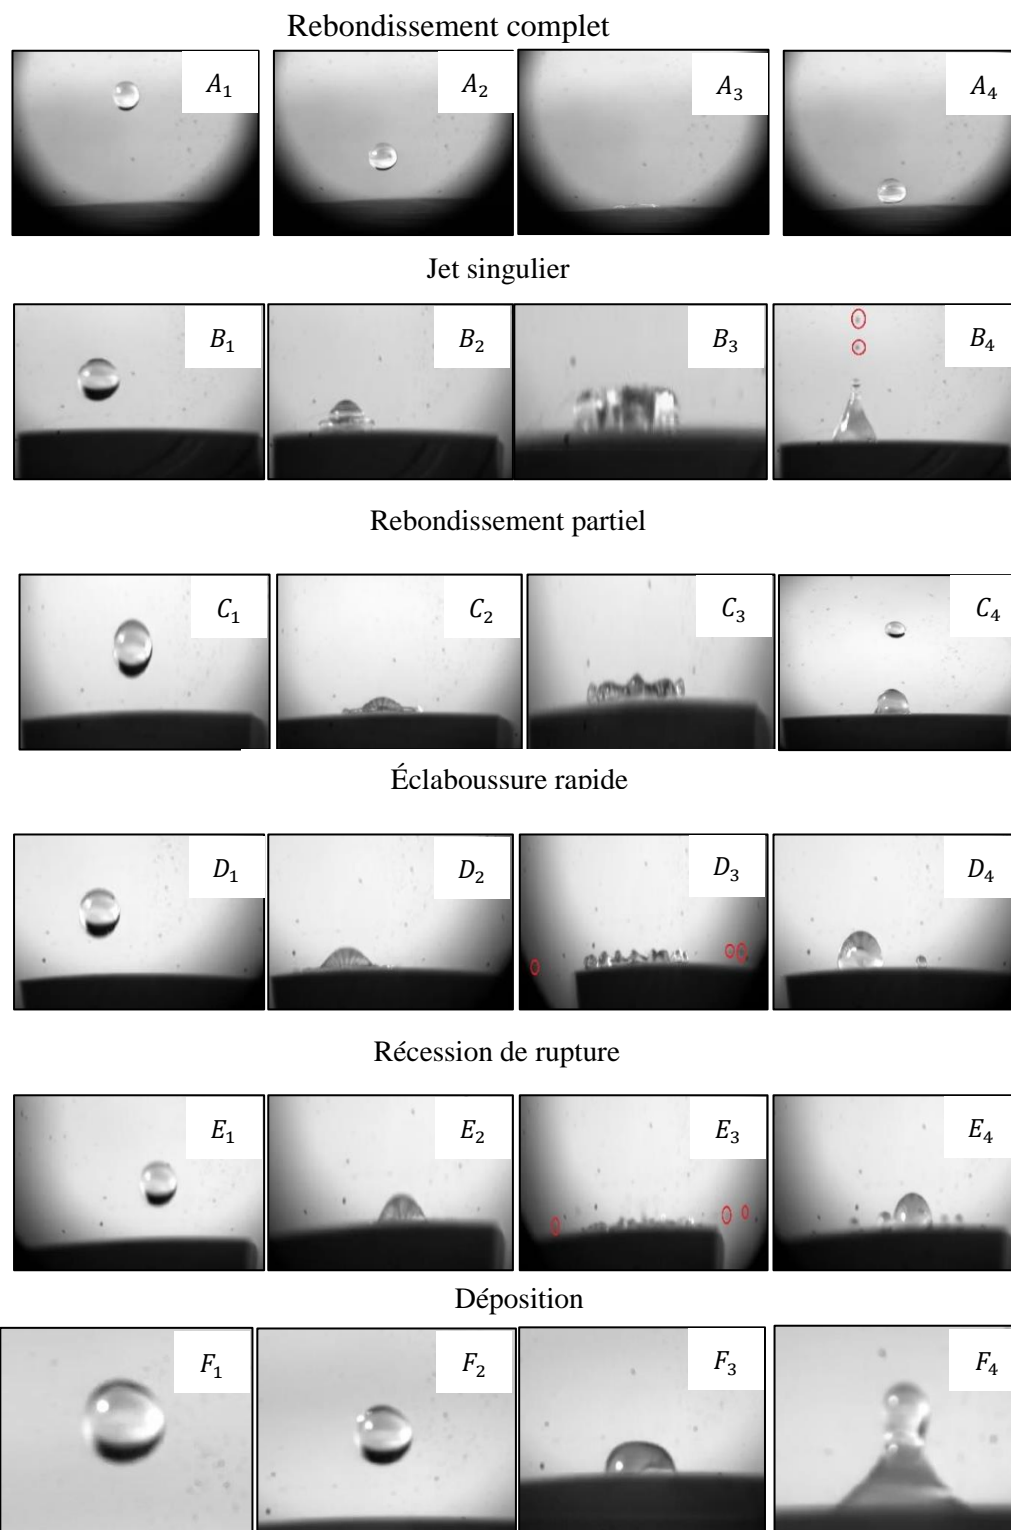 Rebondissement complet
A₁ A₂ A₃ A₄
Jet singulier
B₁ B₂ B₃ B₄
Rebondissement partiel
C₁ C₂ C₃ C₄
Éclaboussure rapide
D₁ D₂ D₃ D₄
Récession de rupture
E₁ E₂ E₃ E₄
Déposition
F₁ F₂ F₃ F₄